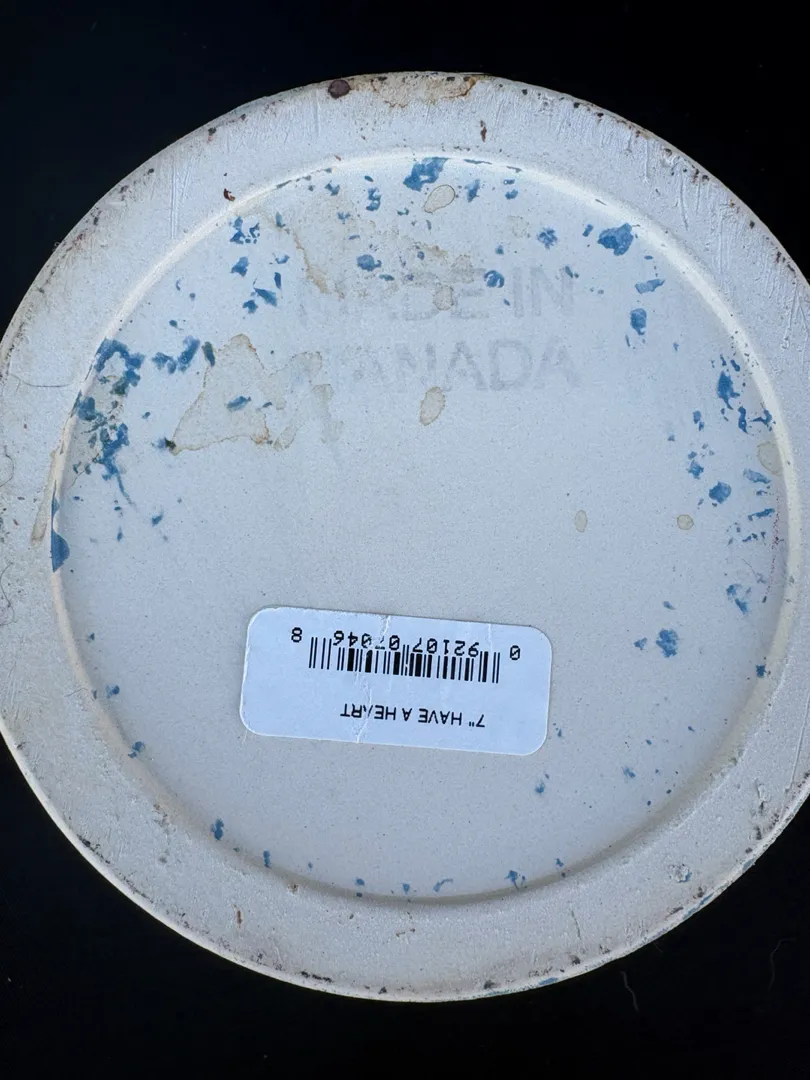 MADE IN
CANADA
7" HAVE A HEART
0 92107 07046 8